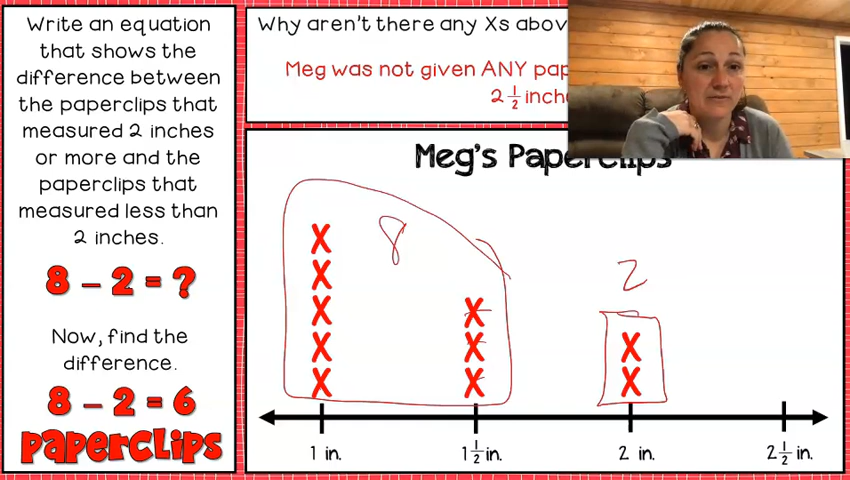 Write an equation
that shows the
difference between
the paperclips that
measured 2 inches
or more and the
paperclips that
measured less than
2 inches.
8 – 2 = ?
Now, find the
difference.
8 – 2 = 6
paperclips
Why aren't there any Xs
Meg was not given ANY
2 1/2
Meg's Paperclips
8
2
X
X
X
X X
X X X
X X X
1 in. 1 1/2 in. 2 in. 2 1/2 in.